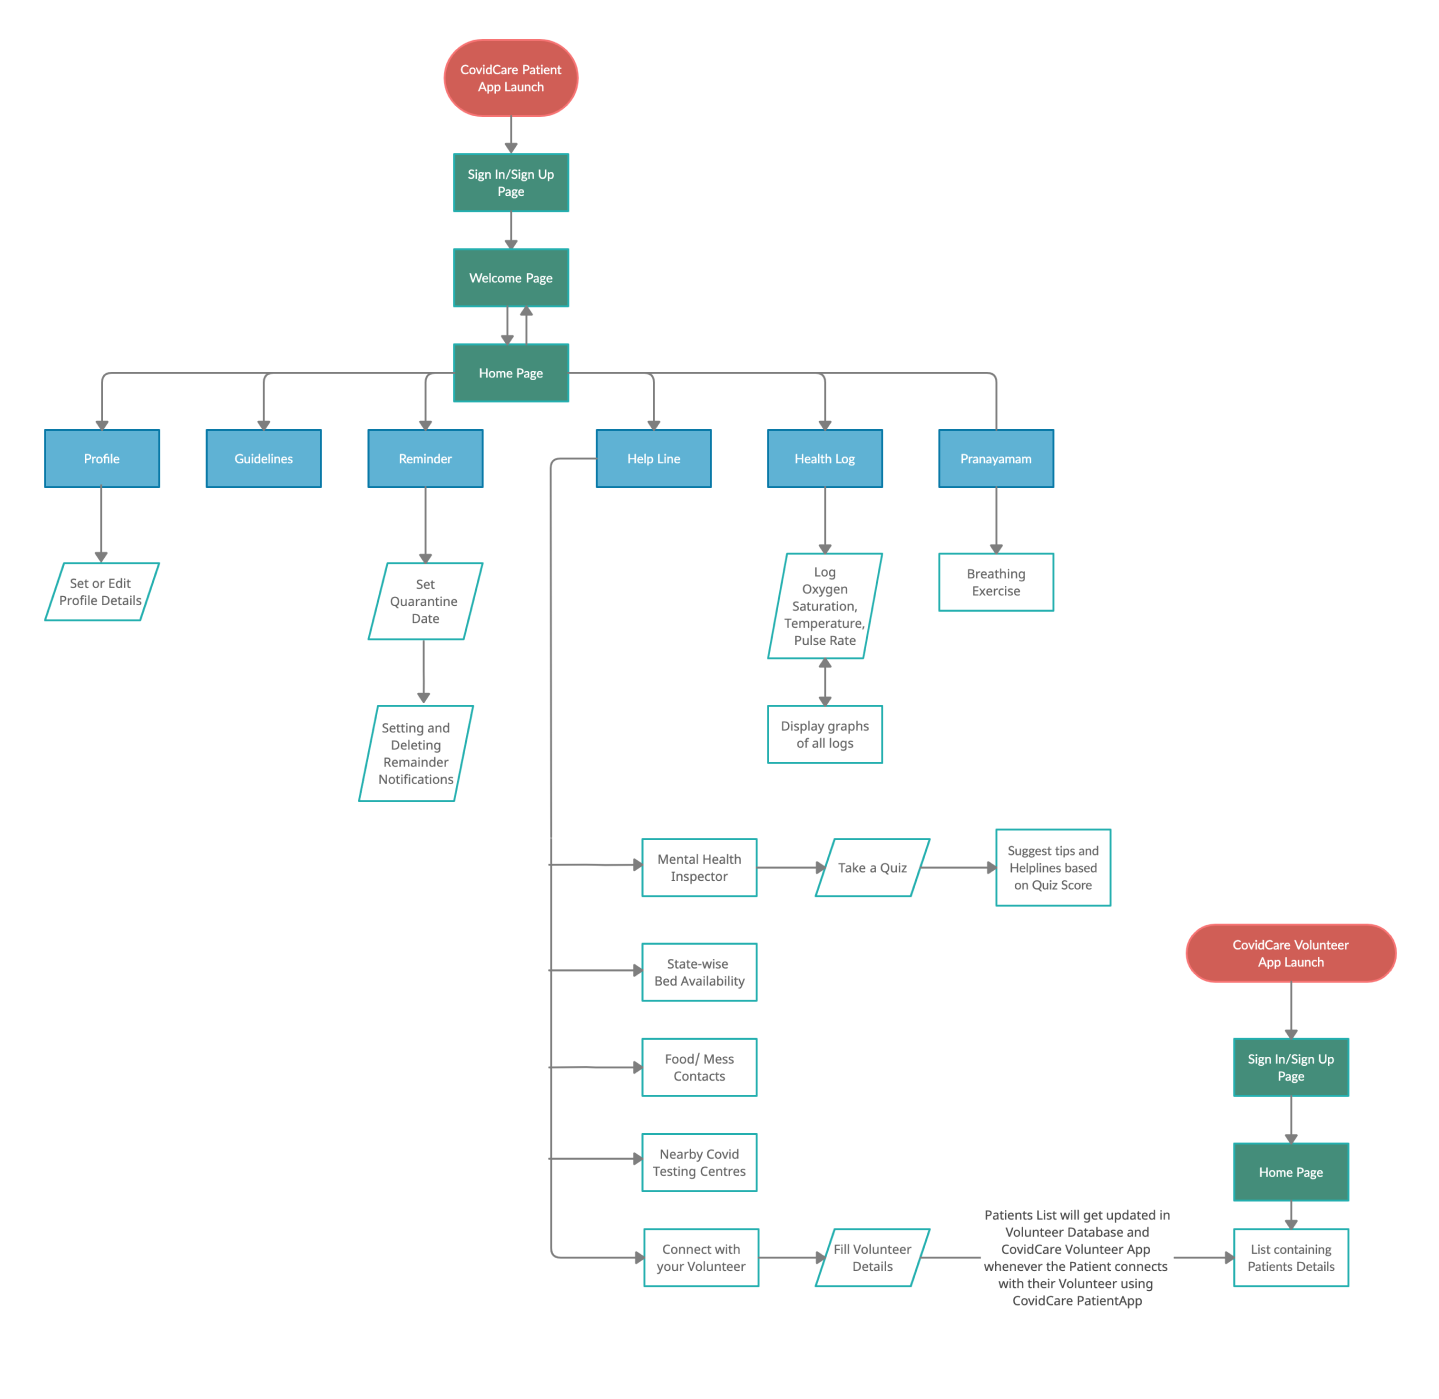 CovidCare Patient
App Launch
Sign In/Sign Up
Page
Welcome Page
Home Page
Profile
Guidelines
Reminder
Help Line
Health Log
Pranayamam
Set or Edit
Profile Details
Set
Quarantine
Date
Log
Oxygen
Saturation,
Temperature,
Pulse Rate
Breathing
Exercise
Setting and
Deleting
Remainder
Notifications
Display graphs
of all logs
Mental Health
Inspector
Take a Quiz
Suggest tips and
Helplines based
on Quiz Score
State-wise
Bed Availability
Food/ Mess
Contacts
Nearby Covid
Testing Centres
Connect with
your Volunteer
Fill Volunteer
Details
Patients List will get updated in
Volunteer Database and
CovidCare Volunteer App
whenever the Patient connects
with their Volunteer using
CovidCare PatientApp
CovidCare Volunteer
App Launch
Sign In/Sign Up
Page
Home Page
List containing
Patients Details